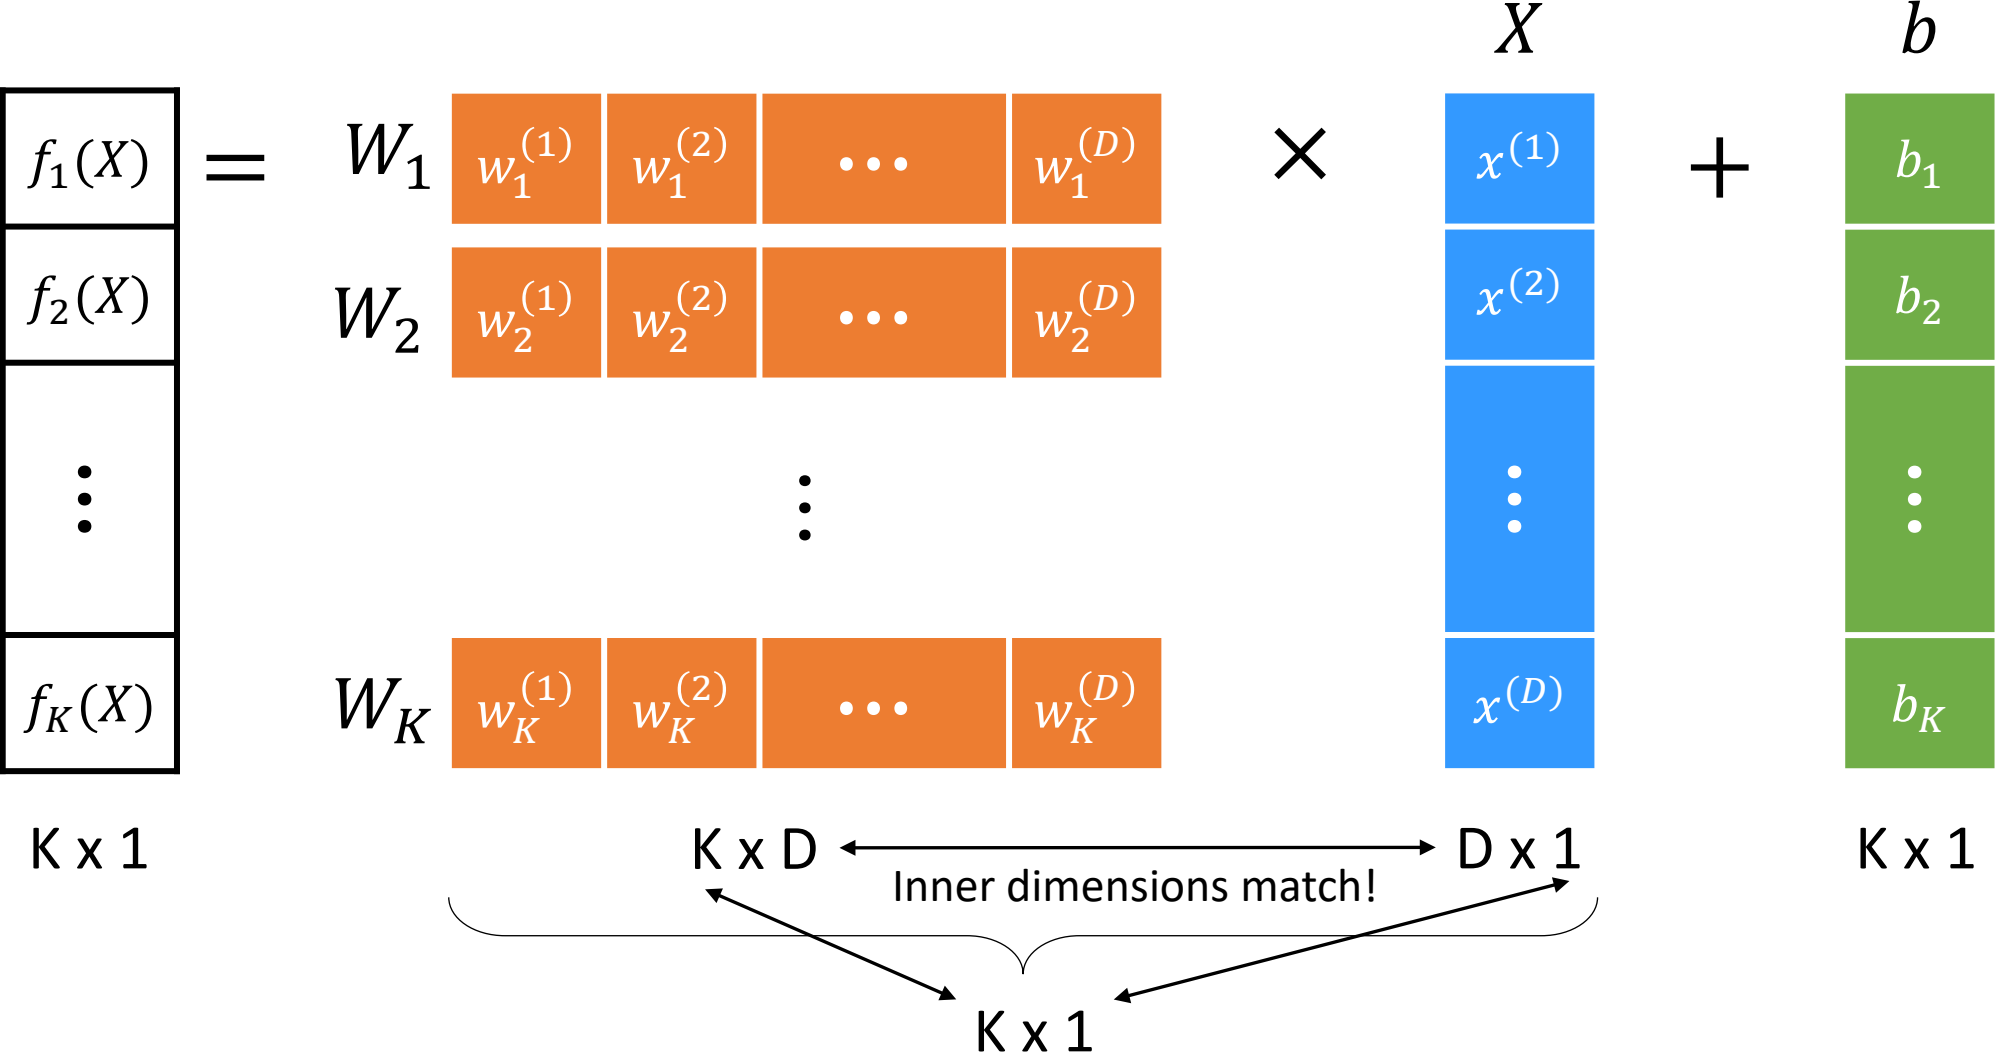 X b
f₁(X) = W₁ w₁⁽¹⁾ w₁⁽²⁾ ⋯ w₁⁽ᴰ⁾ × x⁽¹⁾ + b₁
f₂(X) W₂ w₂⁽¹⁾ w₂⁽²⁾ ⋯ w₂⁽ᴰ⁾ x⁽²⁾ b₂
⋮ ⋮ ⋮ ⋮
f_K(X) W_K w_K⁽¹⁾ w_K⁽²⁾ ⋯ w_K⁽ᴰ⁾ x⁽ᴰ⁾ b_K
K x 1 K x D D x 1 K x 1
Inner dimensions match!
K x 1